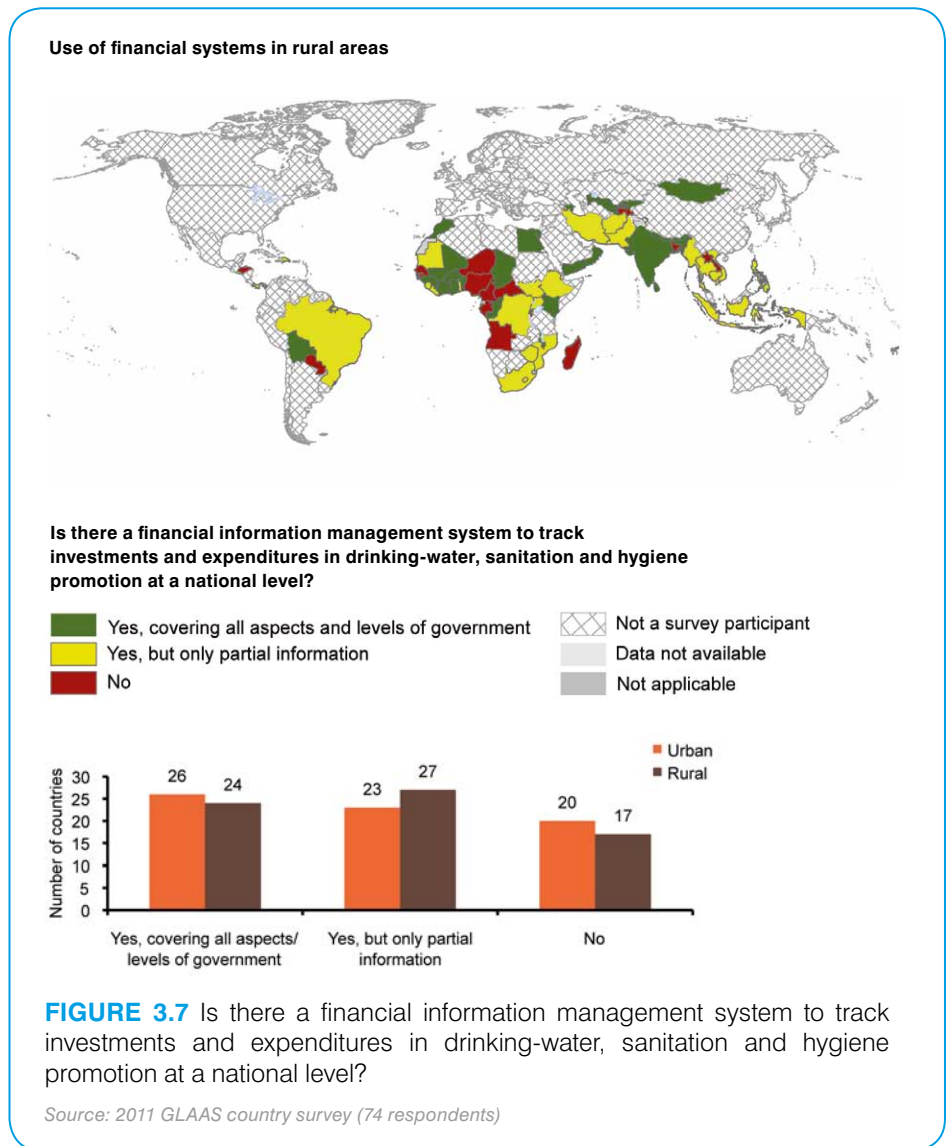 Use of financial systems in rural areas
Is there a financial information management system to track
investments and expenditures in drinking-water, sanitation and hygiene
promotion at a national level?
Yes, covering all aspects and levels of government
Yes, but only partial information
No
Not a survey participant
Data not available
Not applicable
Urban
Rural
Number of countries
30
25
20
15
10
5
0
26
24
23
27
20
17
Yes, covering all aspects/
levels of government
Yes, but only partial
information
No
FIGURE 3.7 Is there a financial information management system to track
investments and expenditures in drinking-water, sanitation and hygiene
promotion at a national level?
Source: 2011 GLAAS country survey (74 respondents)